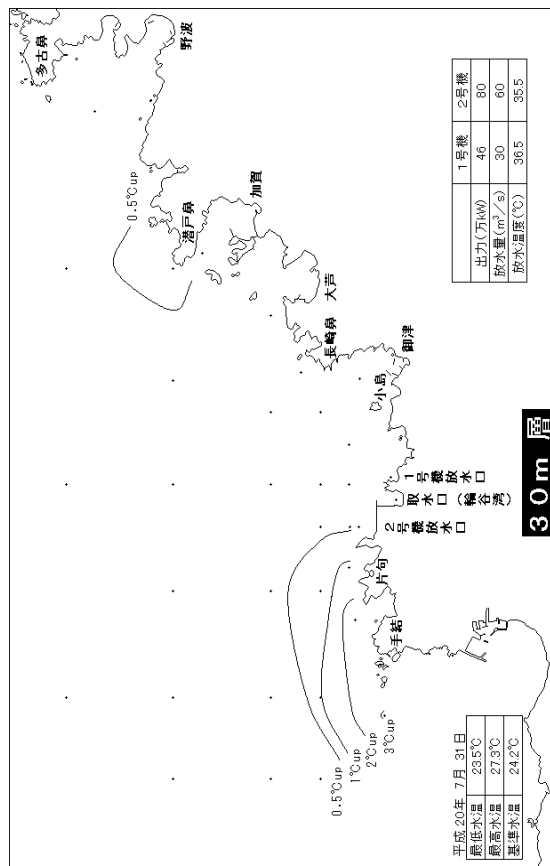 多古鼻
野波
0.5℃up
潜戸鼻
加賀
大芦
長崎鼻
御津
小島
1号機放水口
取水口（輪谷湾）
2号機放水口
片句
手結
0.5℃up
1℃up
2℃up
3℃up
1号機 2号機
出力(万kW) 46 80
放水量(m³/s) 30 60
放水温度(℃) 36.5 35.5
30m 層
平成20年 7月 31日
最低水温 23.5℃
最高水温 27.3℃
基準水温 24.2℃